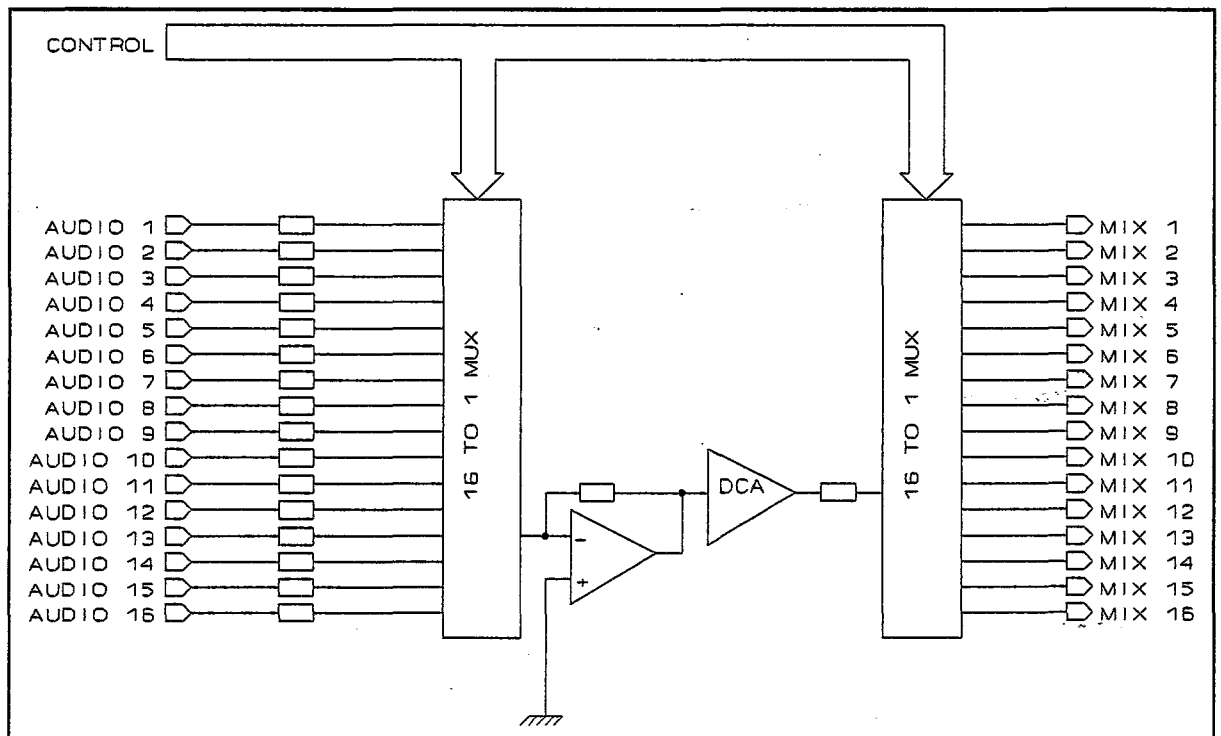 CONTROL
AUDIO 1
AUDIO 2
AUDIO 3
AUDIO 4
AUDIO 5
AUDIO 6
AUDIO 7
AUDIO 8
AUDIO 9
AUDIO 10
AUDIO 11
AUDIO 12
AUDIO 13
AUDIO 14
AUDIO 15
AUDIO 16
16 TO 1 MUX
-
+
DCA
16 TO 1 MUX
MIX 1
MIX 2
MIX 3
MIX 4
MIX 5
MIX 6
MIX 7
MIX 8
MIX 9
MIX 10
MIX 11
MIX 12
MIX 13
MIX 14
MIX 15
MIX 16